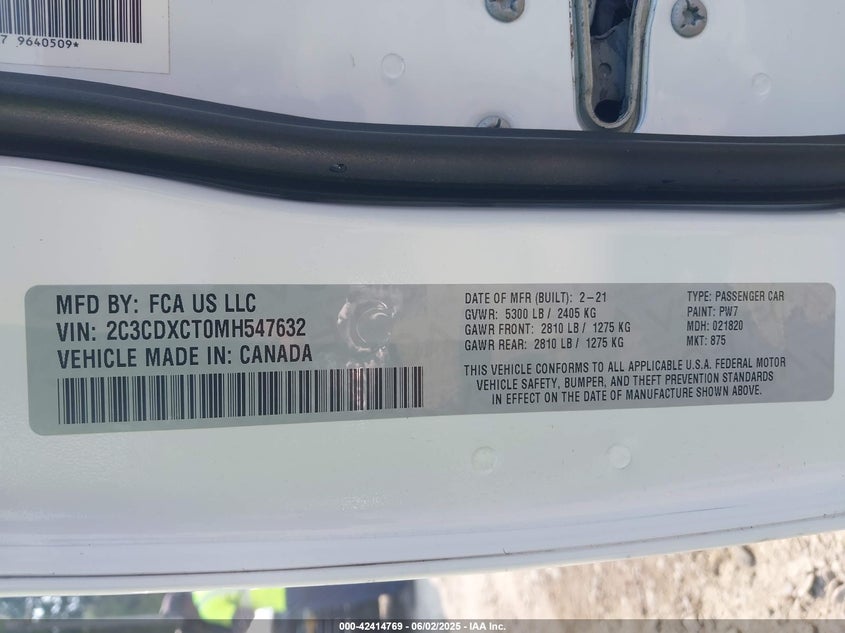 7 9640509*
MFD BY: FCA US LLC
VIN: 2C3CDXCT0MH547632
VEHICLE MADE IN: CANADA
DATE OF MFR (BUILT): 2-21
GVWR: 5300 LB / 2405 KG
GAWR FRONT: 2810 LB / 1275 KG
GAWR REAR: 2810 LB / 1275 KG
TYPE: PASSENGER CAR
PAINT: PW7
MDH: 021820
MKT: 875
THIS VEHICLE CONFORMS TO ALL APPLICABLE U.S.A. FEDERAL MOTOR
VEHICLE SAFETY, BUMPER, AND THEFT PREVENTION STANDARDS
IN EFFECT ON THE DATE OF MANUFACTURE SHOWN ABOVE.
000-42414769 - 06/02/2025 - IAA Inc.